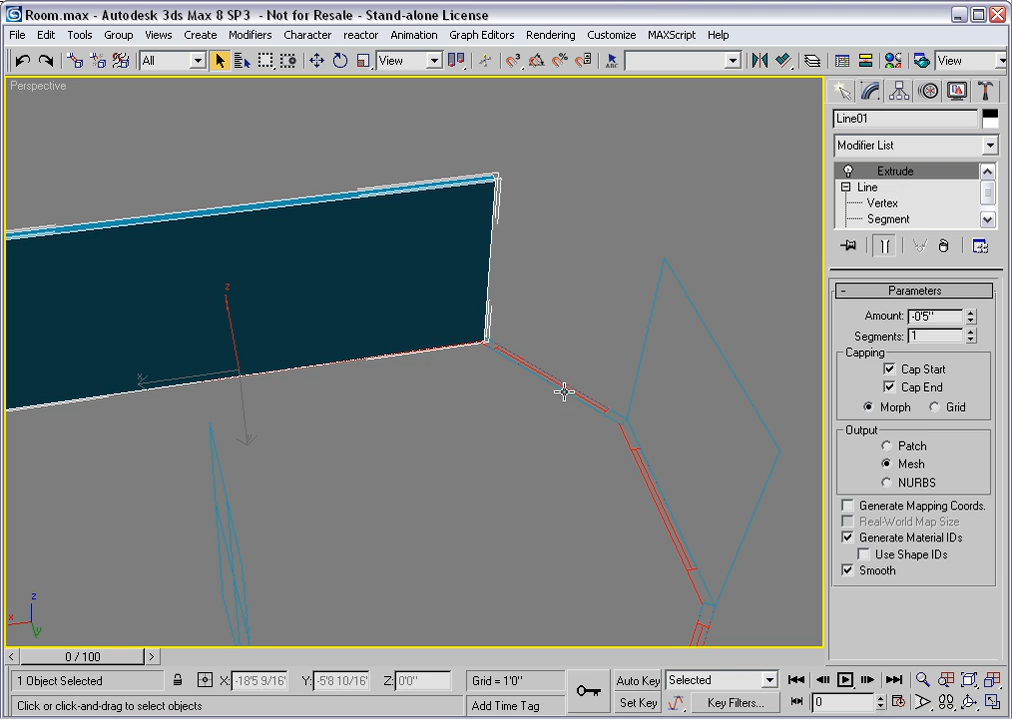 Room.max - Autodesk 3ds Max 8 SP3 - Not for Resale - Stand-alone License
File Edit Tools Group Views Create Modifiers Character reactor Animation Graph Editors Rendering Customize MAXScript Help
All View View
Perspective
Line01
Modifier List
Extrude
Line
Vertex
Segment
z
x
y
- Parameters
Amount: -0'5"
Segments: 1
Capping
Cap Start
Cap End
Morph Grid
Output
Patch
Mesh
NURBS
Generate Mapping Coords.
Real-World Map Size
Generate Material IDs
Use Shape IDs
Smooth
z
x
y
< 0 / 100 >
1 Object Selected X: -18'5 9/16" Y: -5'8 10/16" Z: 0'0" Grid = 1'0" Auto Key Selected
Click or click-and-drag to select objects Add Time Tag Set Key Key Filters... 0